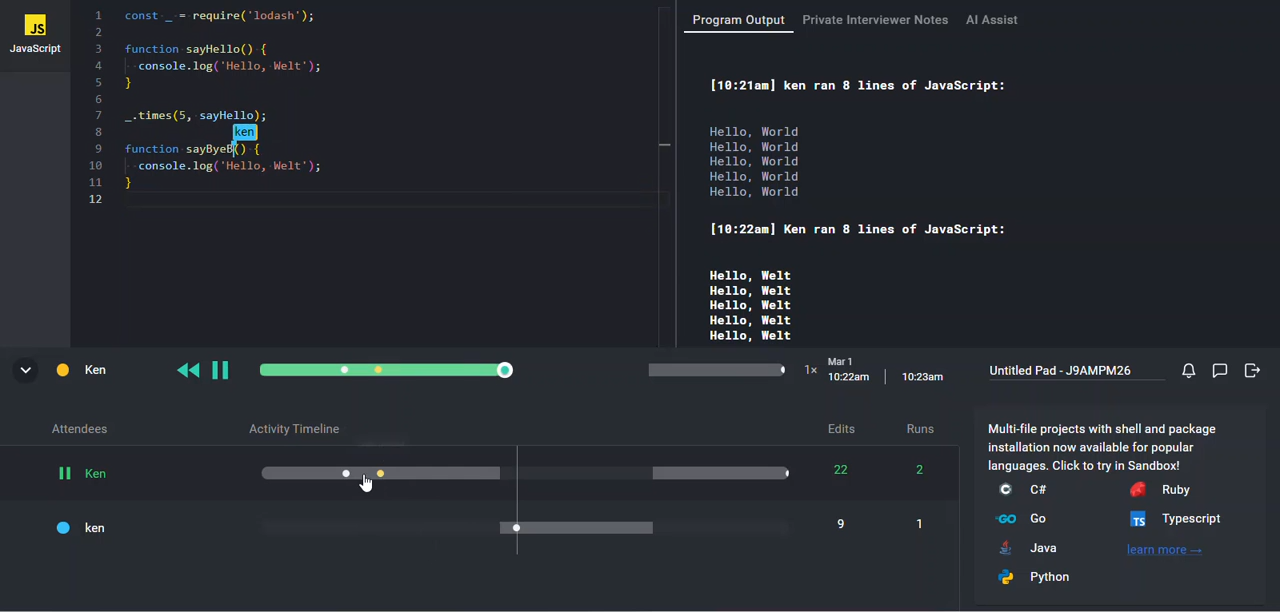 JS
JavaScript
1 const _ = require('lodash');
2
3 function sayHello() {
4 console.log('Hello, Welt');
5 }
6
7 _.times(5, sayHello);
8
ken
9 function sayByeB() {
10 console.log('Hello, Welt');
11 }
12
Program Output Private Interviewer Notes AI Assist
[10:21am] ken ran 8 lines of JavaScript:
Hello, World
Hello, World
Hello, World
Hello, World
Hello, World
[10:22am] Ken ran 8 lines of JavaScript:
Hello, Welt
Hello, Welt
Hello, Welt
Hello, Welt
Hello, Welt
Ken
1×
Mar 1
10:22am 10:23am
Untitled Pad - J9AMPM26
Attendees Activity Timeline Edits Runs
Ken 22 2
ken 9 1
Multi-file projects with shell and package
installation now available for popular
languages. Click to try in Sandbox!
C C# Ruby
GO Go TS Typescript
Java learn more →
Python